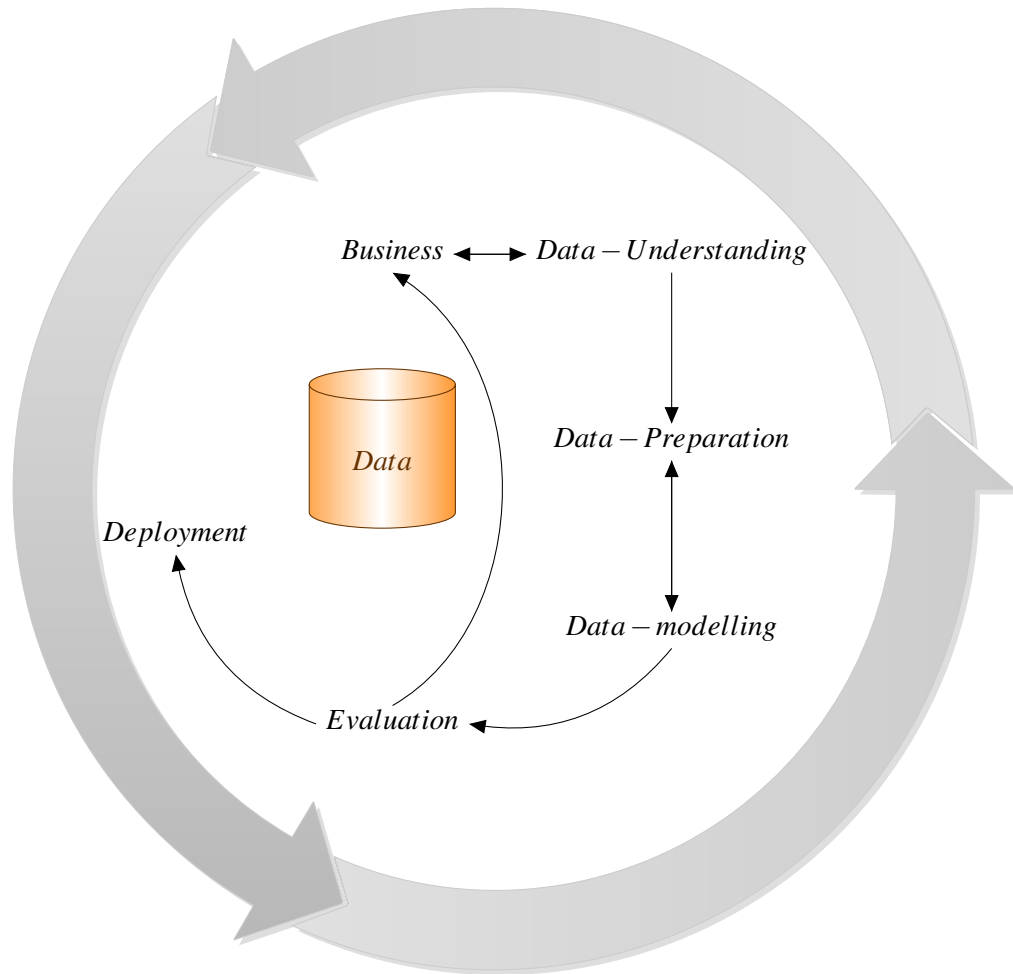 Business
Data – Understanding
Data – Preparation
Data
Deployment
Data – modelling
Evaluation